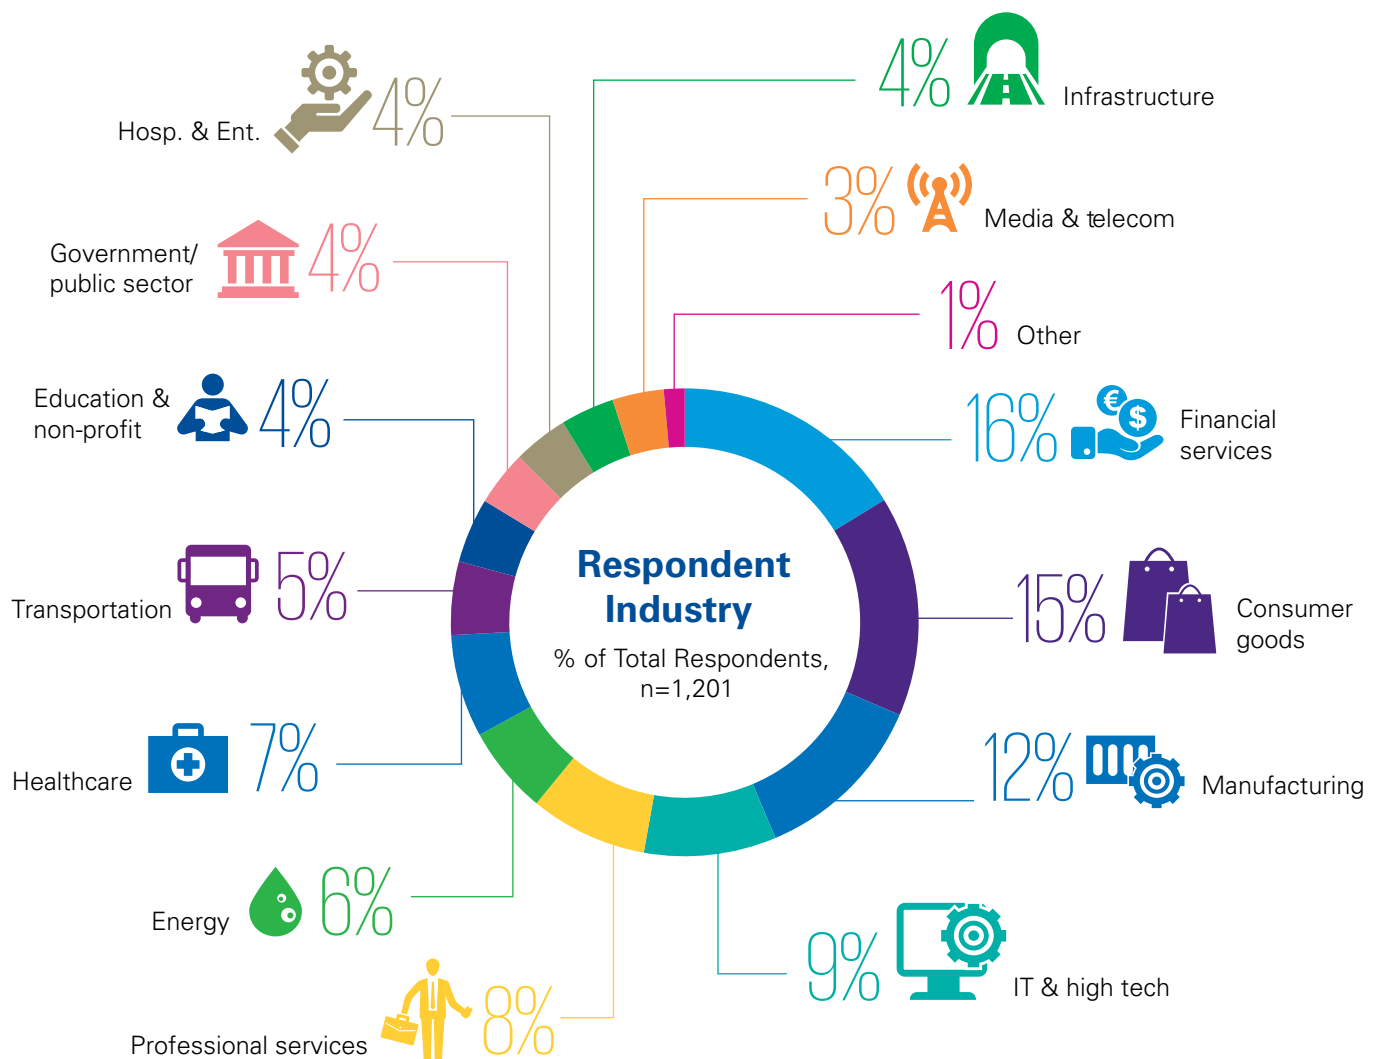 4%
Infrastructure
Hosp. & Ent.
4%
3%
Media & telecom
Government/
public sector
4%
1%
Other
Education &
non-profit
4%
16%
Financial
services
€
$
Respondent
Industry
% of Total Respondents,
n=1,201
Transportation
5%
15%
Consumer
goods
Healthcare
7%
12%
Manufacturing
Energy
6%
9%
IT & high tech
Professional services
8%